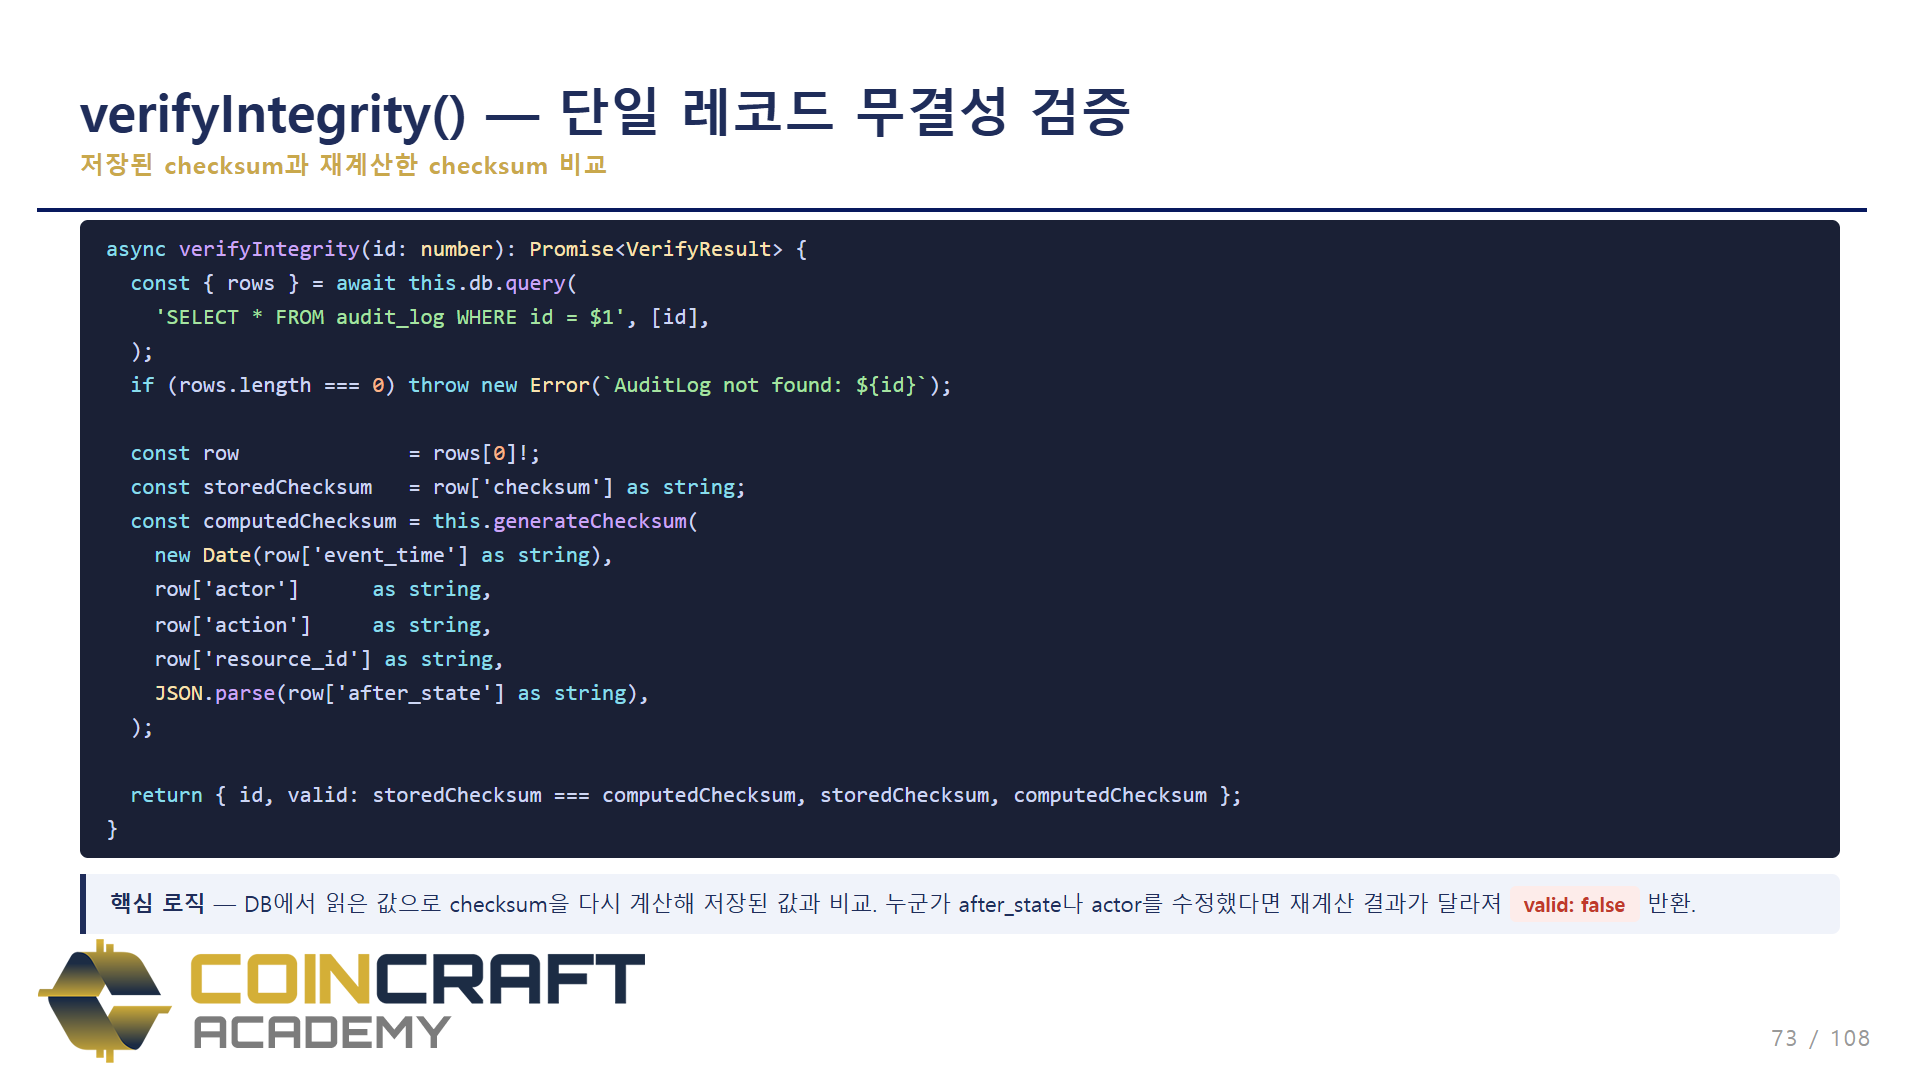 verifyIntegrity() — 단일 레코드 무결성 검증
저장된 checksum과 재계산한 checksum 비교
async verifyIntegrity(id: number): Promise<VerifyResult> {
  const { rows } = await this.db.query(
    'SELECT * FROM audit_log WHERE id = $1', [id],
  );
  if (rows.length === 0) throw new Error(`AuditLog not found: ${id}`);

  const row              = rows[0]!;
  const storedChecksum   = row['checksum'] as string;
  const computedChecksum = this.generateChecksum(
    new Date(row['event_time'] as string),
    row['actor']      as string,
    row['action']     as string,
    row['resource_id'] as string,
    JSON.parse(row['after_state'] as string),
  );

  return { id, valid: storedChecksum === computedChecksum, storedChecksum, computedChecksum };
}
핵심 로직 — DB에서 읽은 값으로 checksum을 다시 계산해 저장된 값과 비교. 누군가 after_state나 actor를 수정했다면 재계산 결과가 달라져 valid: false 반환.
COINCRAFT
ACADEMY
73 / 108